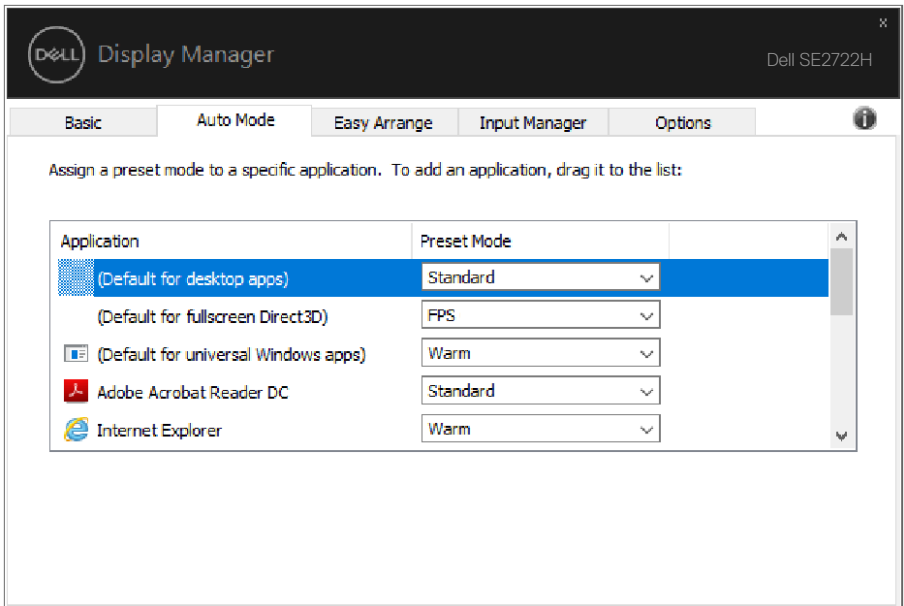 x
DELL Display Manager
Dell SE2722H
Basic Auto Mode Easy Arrange Input Manager Options
Assign a preset mode to a specific application. To add an application, drag it to the list:
Application Preset Mode
(Default for desktop apps) Standard
(Default for fullscreen Direct3D) FPS
(Default for universal Windows apps) Warm
Adobe Acrobat Reader DC Standard
Internet Explorer Warm